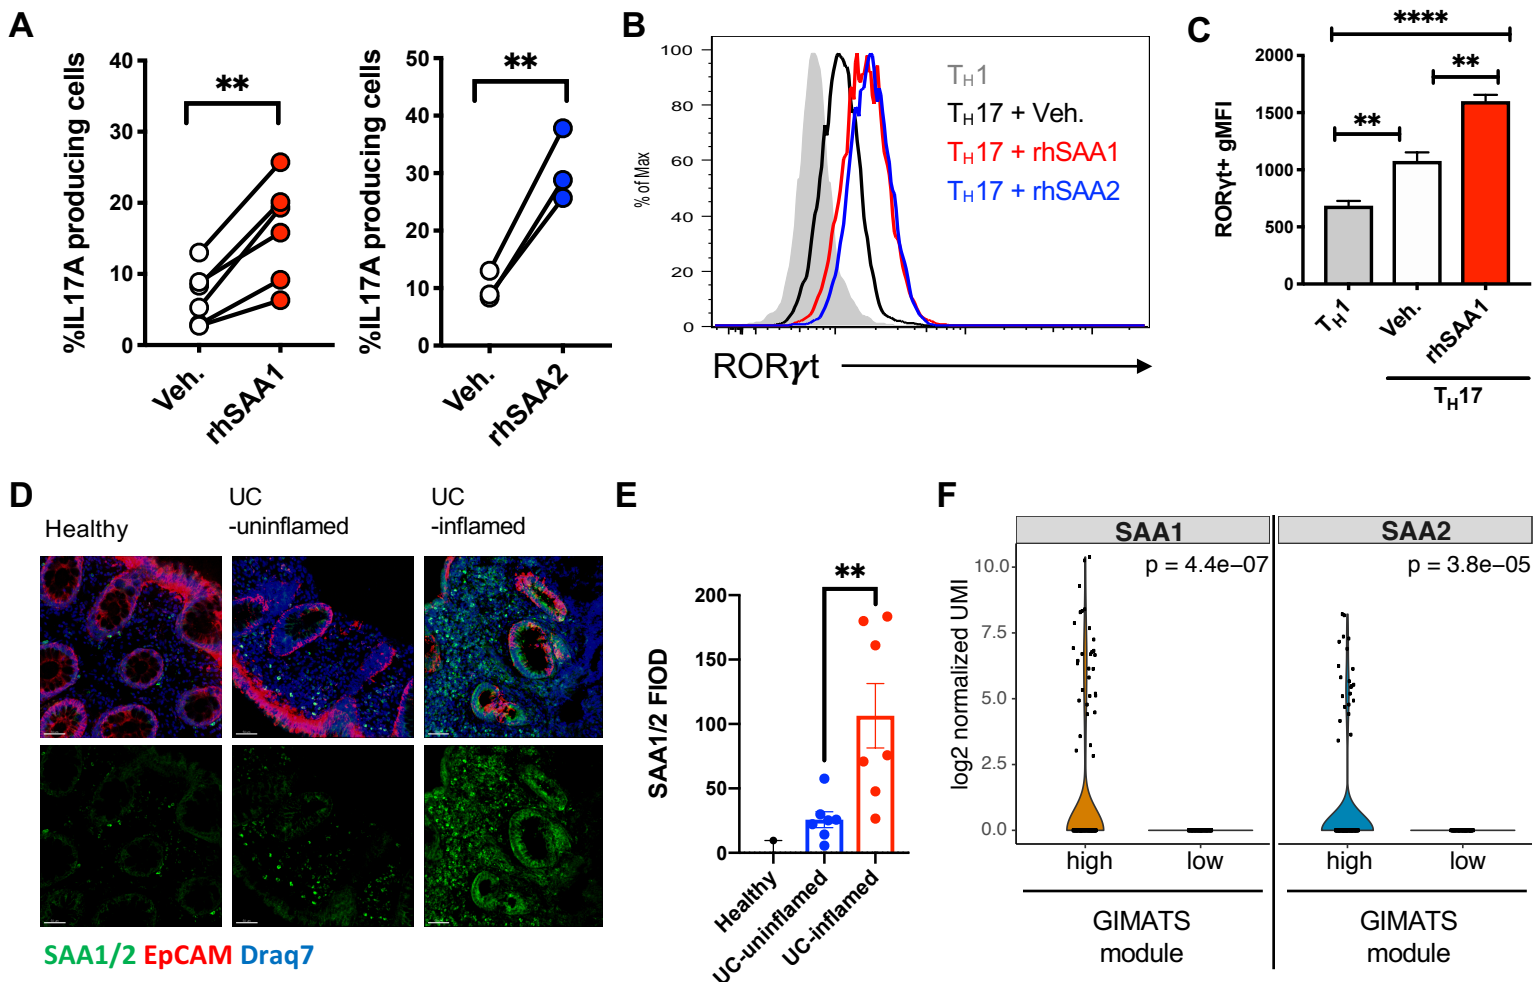 A
%IL17A producing cells
40
30
20
10
0
**
Veh.
rhSAA1
%IL17A producing cells
50
40
30
20
10
0
**
Veh.
rhSAA2
B
% of Max
100
80
60
40
20
0
TH1
TH17 + Veh.
TH17 + rhSAA1
TH17 + rhSAA2
RORγt
C
RORγt+ gMFI
2000
1500
1000
500
0
****
**
**
TH1
Veh.
rhSAA1
TH17
D
Healthy
UC
-uninflamed
UC
-inflamed
SAA1/2 EpCAM Draq7
E
SAA1/2 FIOD
200
150
100
50
0
**
Healthy
UC-uninflamed
UC-inflamed
F
log2 normalized UMI
10.0
7.5
5.0
2.5
0.0
SAA1
p = 4.4e−07
high
low
GIMATS
module
SAA2
p = 3.8e−05
high
low
GIMATS
module